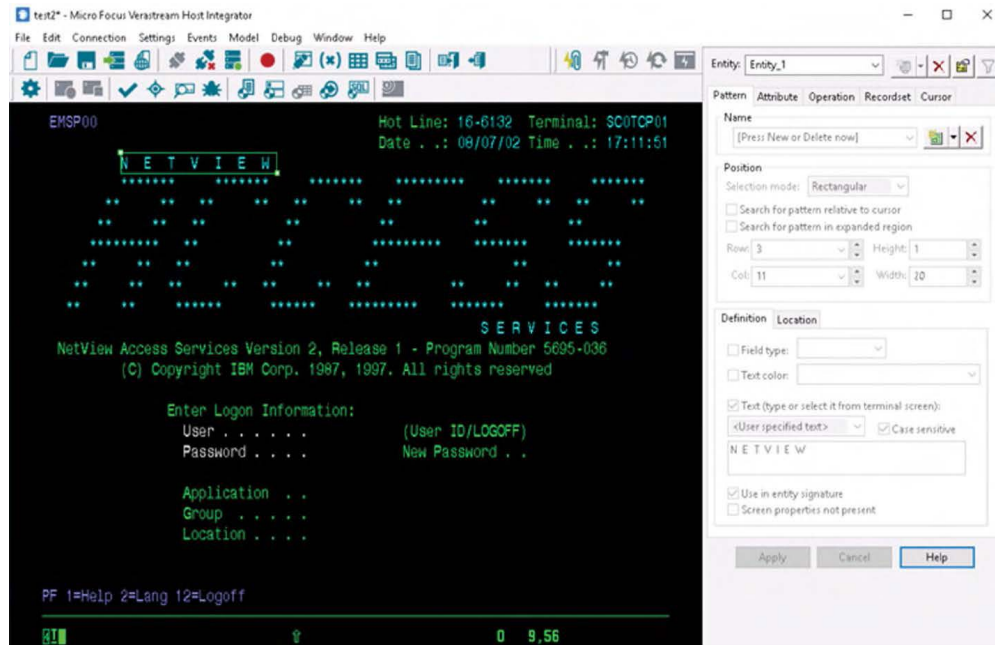 test2* - Micro Focus Verastream Host Integrator
File Edit Connection Settings Events Model Debug Window Help
Entity: Entity_1
Pattern Attribute Operation Recordset Cursor
Name
[Press New or Delete now]
Position
Selection mode: Rectangular
Search for pattern relative to cursor
Search for pattern in expanded region
Row: 3 Height: 1
Col: 11 Width: 20
Definition Location
Field type:
Text color:
Text (type or select it from terminal screen):
<User specified text> Case sensitive
N E T V I E W
Use in entity signature
Screen properties not present
Apply Cancel Help
EMSP00 Hot Line: 16-6132 Terminal: SC0TCP01
Date . .: 08/07/02 Time . .: 17:11:51
N E T V I E W
ACCESS
S E R V I C E S
NetView Access Services Version 2, Release 1 - Program Number 5695-036
(C) Copyright IBM Corp. 1987, 1997. All rights reserved
Enter Logon Information:
User . . . . . . (User ID/LOGOFF)
Password . . . . New Password . .
Application . .
Group . . . . .
Location . . . .
PF 1=Help 2=Lang 12=Logoff
0 9,56